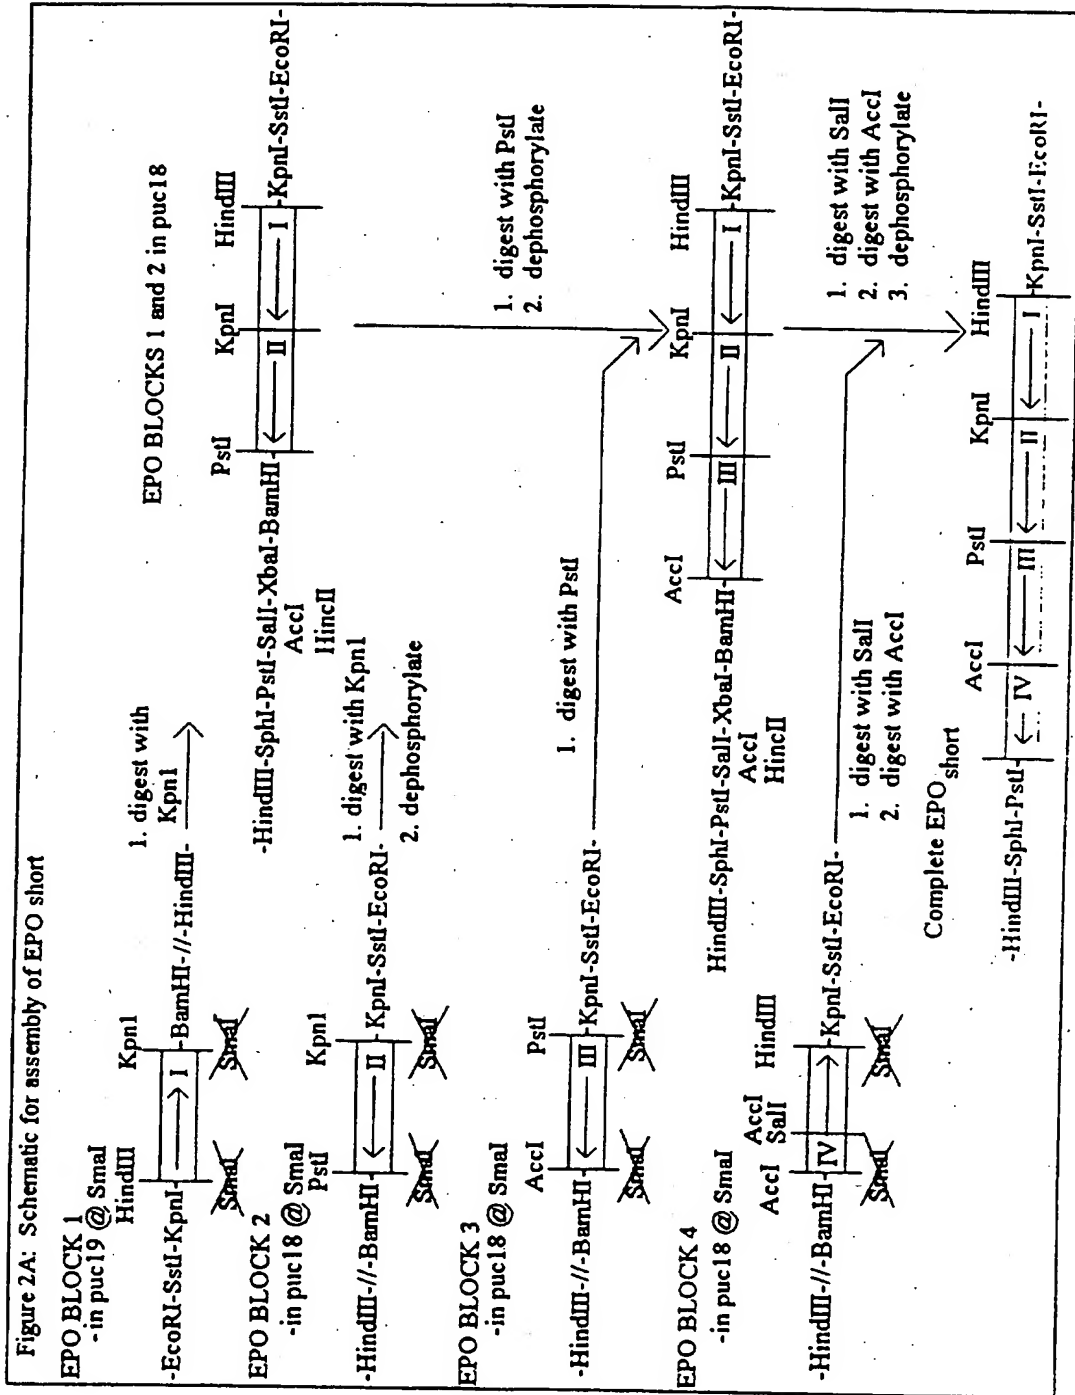 Figure 2A: Schematic for assembly of EPO short
EPO BLOCK 1
-in puc19 @ SmaI
HindIII
Kpn1
-EcoRI-SstI-KpnI-
I
-BamHI-//-HindIII-
SmaI
SmaI
1. digest with
Kpn1
EPO BLOCK 2
-in puc18 @ SmaI
PstI
Kpn1
-HindIII-//-BamHI-
II
-KpnI-SstI-EcoRI-
SmaI
SmaI
1. digest with Kpn1
2. dephosphorylate
EPO BLOCKS 1 and 2 in puc18
PstI
KpnI
HindIII
-HindIII-SphI-PstI-SalI-XbaI-BamHI-
II
I
-KpnI-SstI-EcoRI-
AccI
HincII
EPO BLOCK 3
-in puc18 @ SmaI
AccI
PstI
-HindIII-//-BamHI-
III
-KpnI-SstI-EcoRI-
SmaI
SmaI
1. digest with PstI
1. digest with PstI
2. dephosphorylate
AccI
PstI
KpnI
HindIII
HindIII-SphI-PstI-SalI-XbaI-BamHI-
III
II
I
-KpnI-SstI-EcoRI-
AccI
HincII
EPO BLOCK 4
-in puc18 @ SmaI
AccI
AccI
SalI
HindIII
-HindIII-//-BamHI-
IV
-KpnI-SstI-EcoRI-
SmaI
SmaI
1. digest with SalI
2. digest with AccI
1. digest with SalI
2. digest with AccI
3. dephosphorylate
Complete EPO short
AccI
PstI
KpnI
HindIII
-HindIII-SphI-PstI-
IV
III
II
I
-KpnI-SstI-EcoRI-